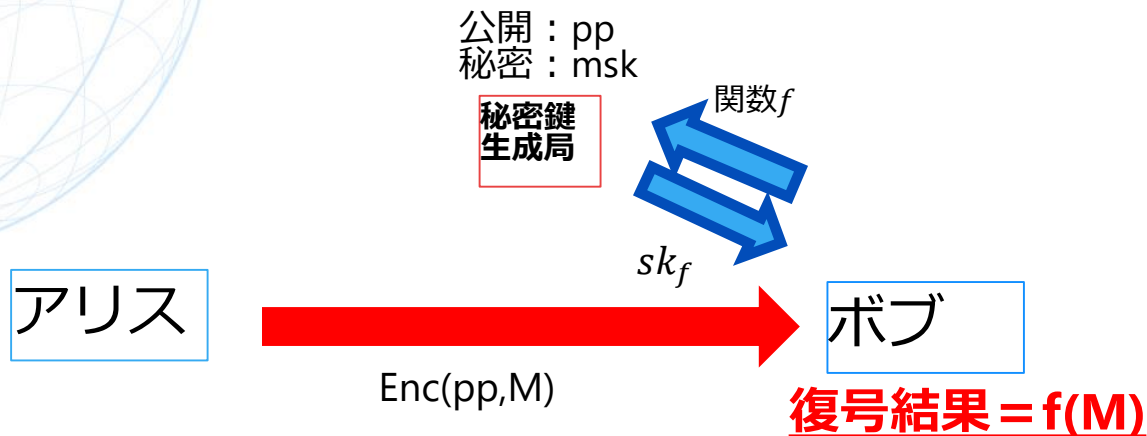 公開：pp
秘密：msk
秘密鍵
生成局
関数f
sk_f
アリス
ボブ
Enc(pp,M)
復号結果＝f(M)